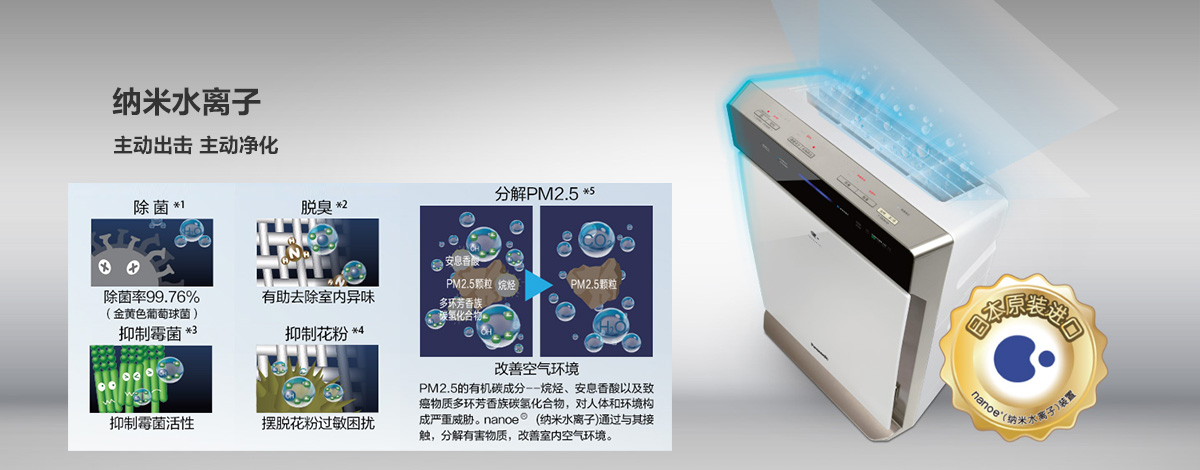 纳米水离子
主动出击 主动净化
除菌 *1
除菌率99.76%
（金黄色葡萄球菌）
脱臭 *2
H
N
H
H
有助去除室内异味
抑制霉菌 *3
抑制霉菌活性
抑制花粉 *4
摆脱花粉过敏困扰
分解PM2.5 *5
OH
安息香酸
PM2.5颗粒
烷烃
多环芳香族
碳氢化合物
OH
CO₂
PM2.5颗粒
H₂O
改善空气环境
PM2.5的有机碳成分--烷烃、安息香酸以及致
癌物质多环芳香族碳氢化合物，对人体和环境构
成严重威胁。nanoe®（纳米水离子)通过与其接
触，分解有害物质，改善室内空气环境。
Panasonic
日本原装进口
nanoe®(纳米水离子)装置